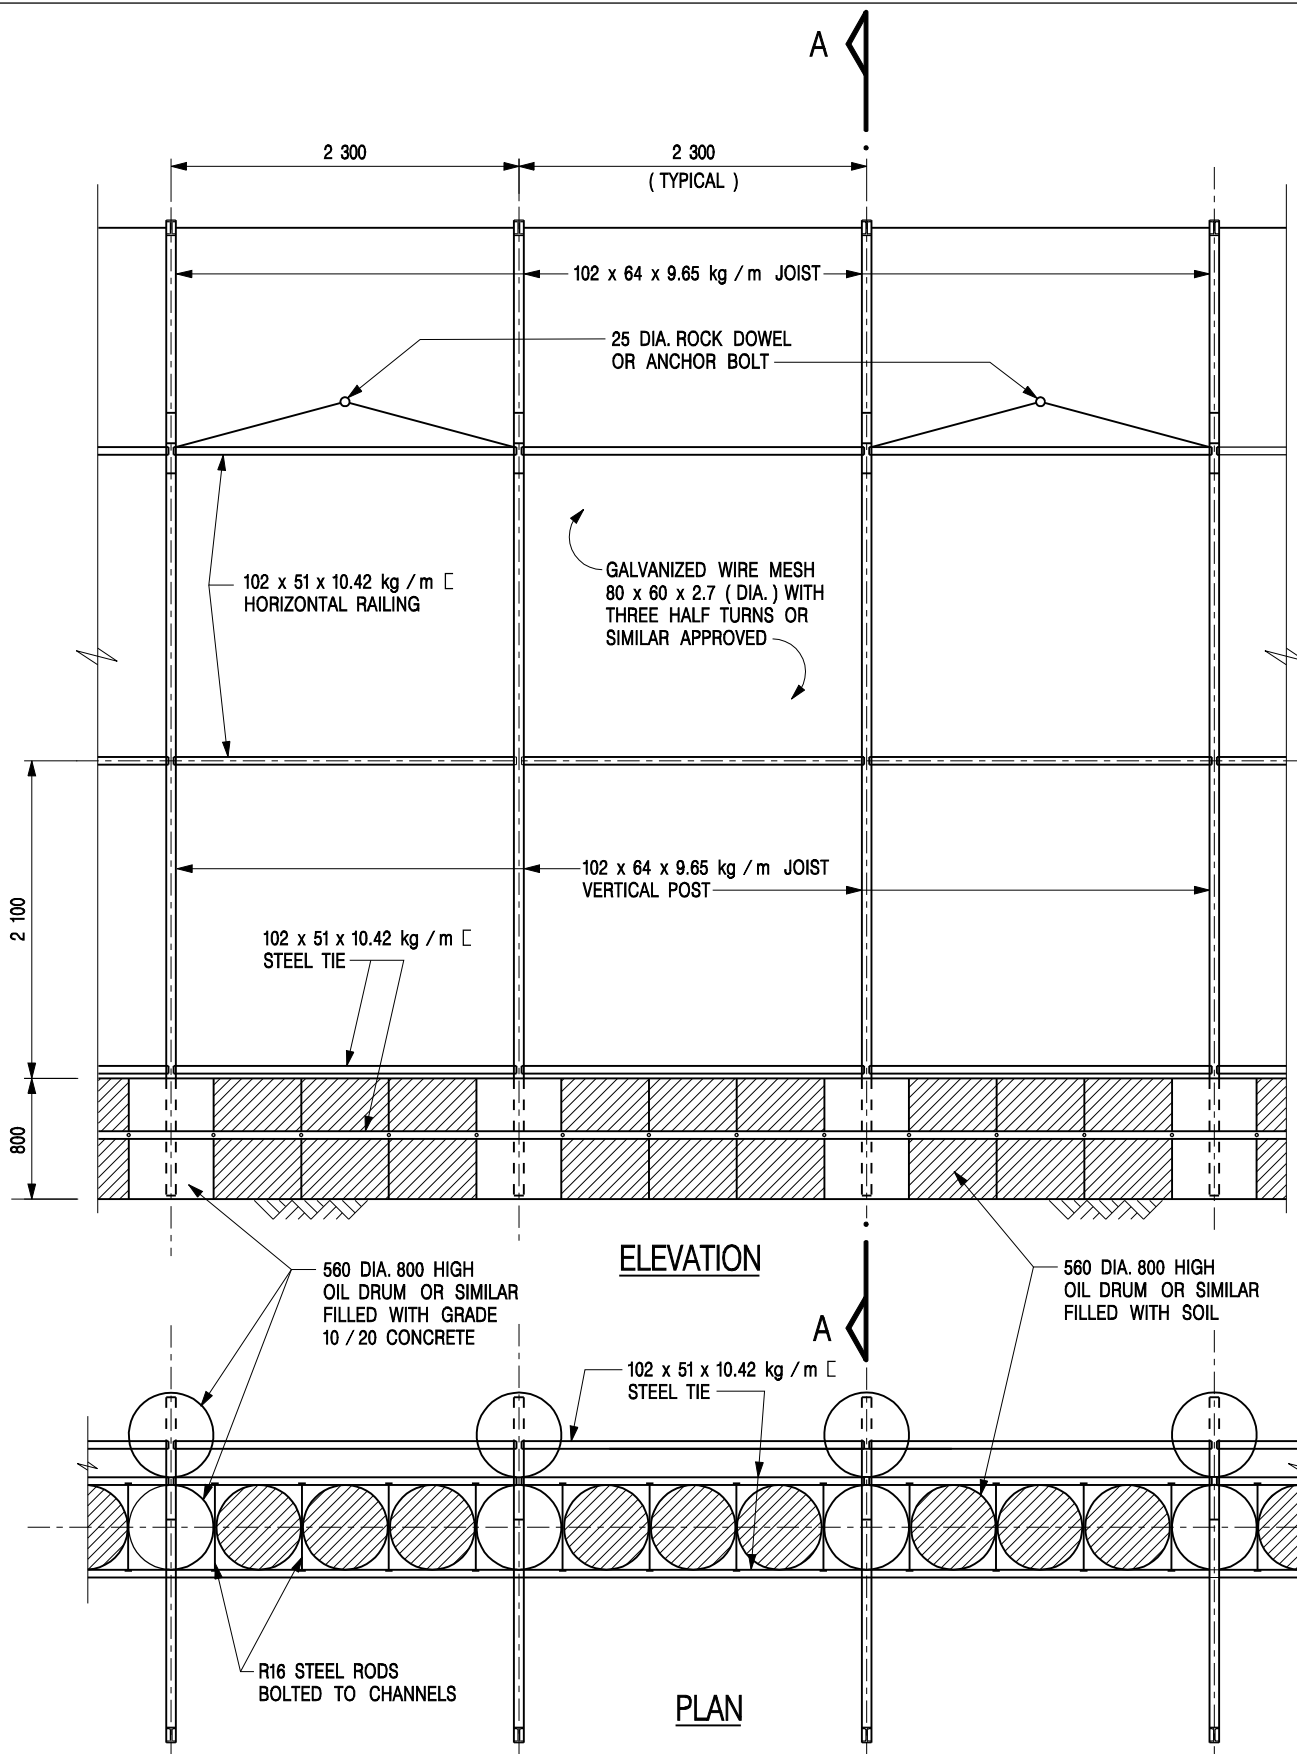 A
2 300
2 300
( TYPICAL )
102 x 64 x 9.65 kg / m JOIST
25 DIA. ROCK DOWEL
OR ANCHOR BOLT
GALVANIZED WIRE MESH
80 x 60 x 2.7 ( DIA. ) WITH
THREE HALF TURNS OR
SIMILAR APPROVED
102 x 51 x 10.42 kg / m [
HORIZONTAL RAILING
102 x 64 x 9.65 kg / m JOIST
VERTICAL POST
2 100
102 x 51 x 10.42 kg / m [
STEEL TIE
800
ELEVATION
560 DIA. 800 HIGH
OIL DRUM OR SIMILAR
FILLED WITH GRADE
10 / 20 CONCRETE
560 DIA. 800 HIGH
OIL DRUM OR SIMILAR
FILLED WITH SOIL
A
102 x 51 x 10.42 kg / m [
STEEL TIE
R16 STEEL RODS
BOLTED TO CHANNELS
PLAN